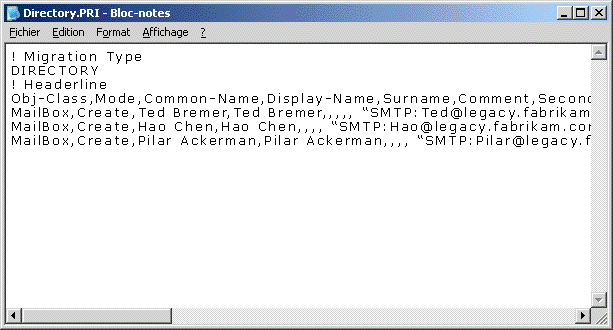 Directory.PRI - Bloc-notes
Fichier Edition Format Affichage ?
! Migration Type
DIRECTORY
! Headerline
Obj-Class,Mode,Common-Name,Display-Name,Surname,Comment,Second
MailBox,Create,Ted Bremer,Ted Bremer,,,,, “SMTP:Ted@legacy.fabrikam
MailBox,Create,Hao Chen,Hao Chen,,,, “SMTP:Hao@legacy.fabrikam.com
MailBox,Create,Pilar Ackerman,Pilar Ackerman,,,, “SMTP:Pilar@legacy.f